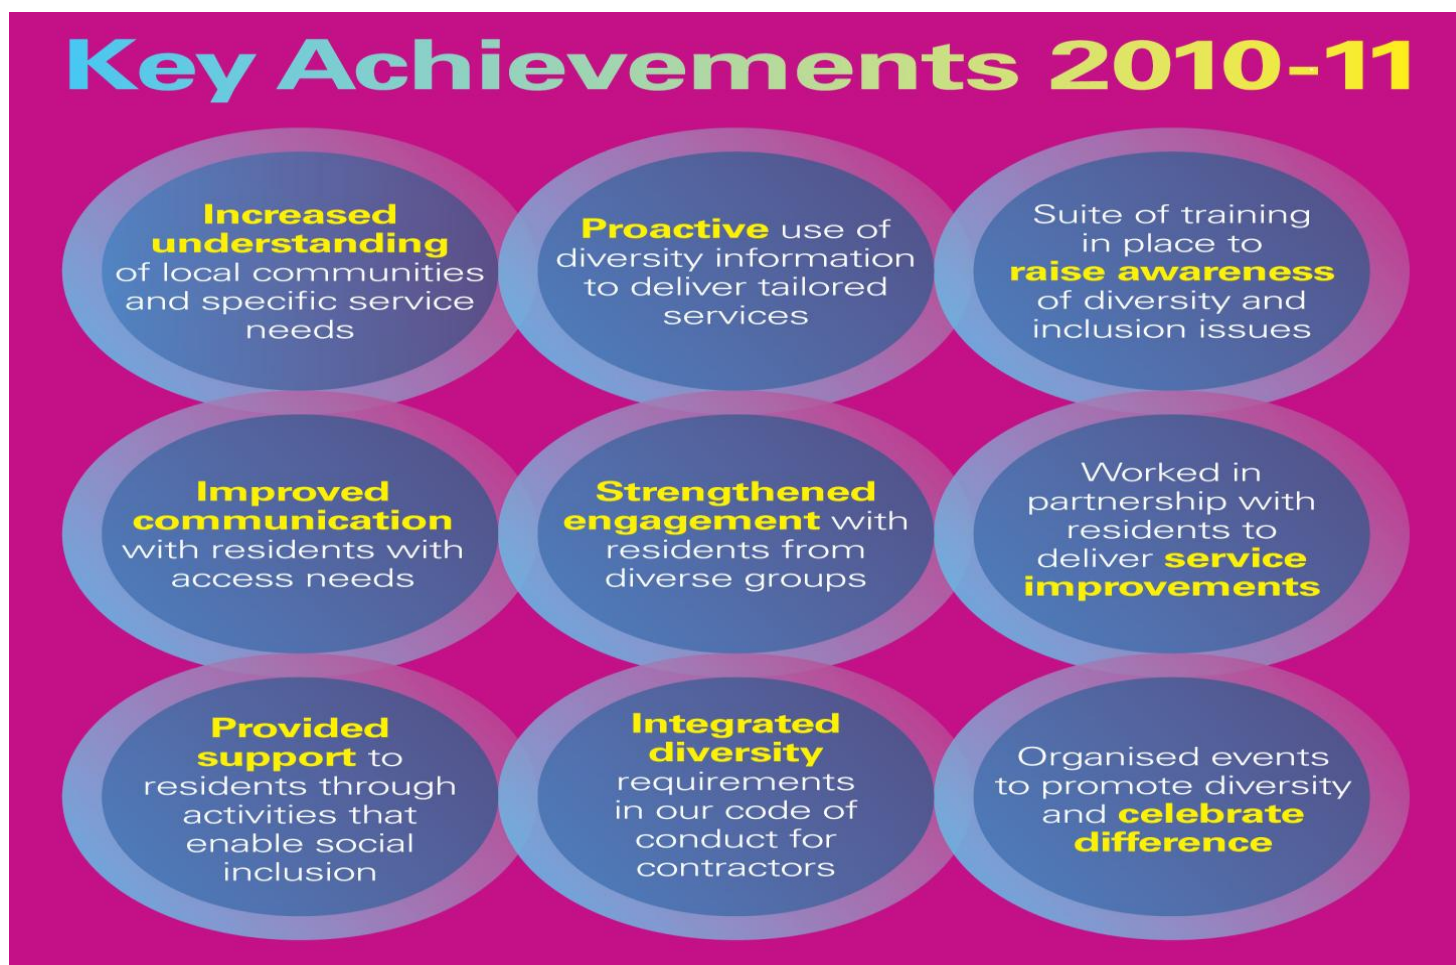 Key Achievements 2010-11
Increased
understanding
of local communities
and specific service
needs
Proactive use of
diversity information
to deliver tailored
services
Suite of training
in place to
raise awareness
of diversity and
inclusion issues
Improved
communication
with residents with
access needs
Strengthened
engagement with
residents from
diverse groups
Worked in
partnership with
residents to
deliver service
improvements
Provided
support to
residents through
activities that
enable social
inclusion
Integrated
diversity
requirements
in our code of
conduct for
contractors
Organised events
to promote diversity
and celebrate
difference